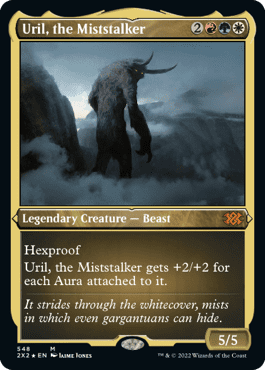 Uril, the Miststalker 2
Legendary Creature — Beast
Hexproof
Uril, the Miststalker gets +2/+2 for
each Aura attached to it.
It strides through the whitecover, mists
in which even gargantuans can hide.
5/5
548 M
2X2 ★ EN Jaime Jones
™ & © 2022 Wizards of the Coast